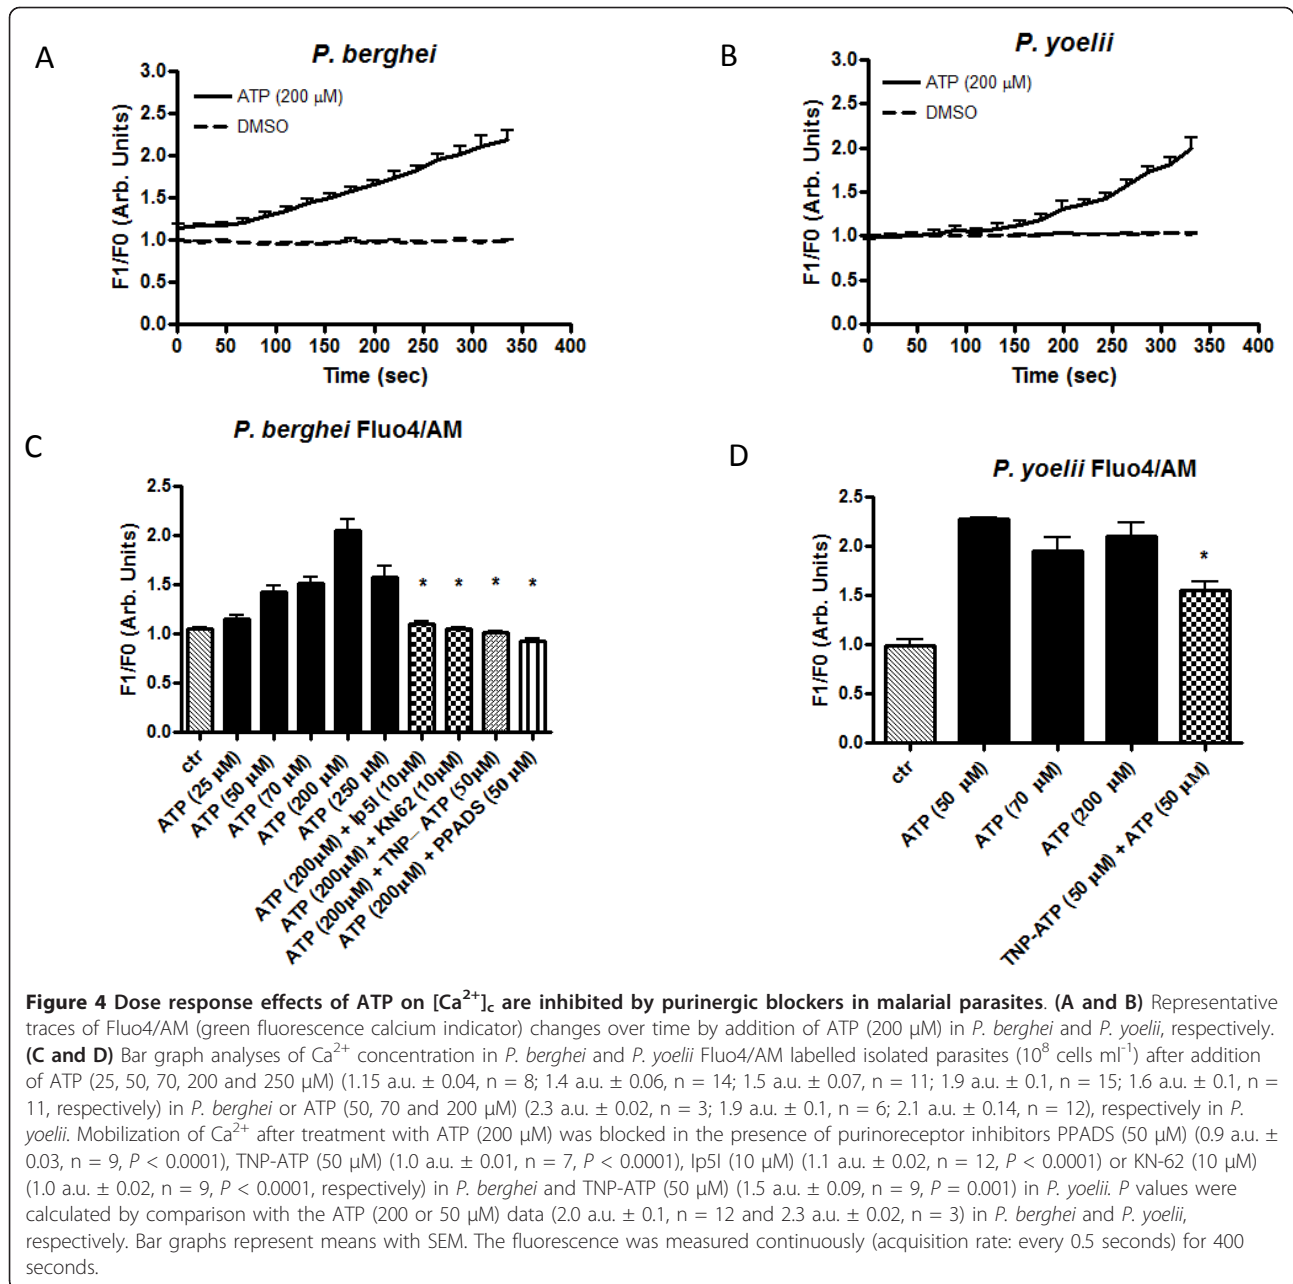 A
P. berghei
3.0
2.5
2.0
1.5
1.0
0.5
0.0
F1/F0 (Arb. Units)
ATP (200 µM)
DMSO
0 50 100 150 200 250 300 350 400
Time (sec)
B
P. yoelii
3.0
2.5
2.0
1.5
1.0
0.5
0.0
F1/F0 (Arb. Units)
ATP (200 µM)
DMSO
0 50 100 150 200 250 300 350 400
Time (sec)
C
P. berghei Fluo4/AM
2.5
2.0
1.5
1.0
0.5
0.0
F1/F0 (Arb. Units)
* * * *
ctr
ATP (25 µM)
ATP (50 µM)
ATP (70 µM)
ATP (200 µM)
ATP (250 µM)
ATP (200µM) + Ip5I (10µM)
ATP (200µM) + KN62 (10µM)
ATP (200µM) + TNP– ATP (50µM)
ATP (200µM) + PPADS (50 µM)
D
P. yoelii Fluo4/AM
2.5
2.0
1.5
1.0
0.5
0.0
F1/F0 (Arb. Units)
*
ctr
ATP (50 µM)
ATP (70 µM)
ATP (200 µM)
TNP-ATP (50 µM) + ATP (50 µM)
Figure 4 Dose response effects of ATP on [Ca²⁺]c are inhibited by purinergic blockers in malarial parasites. (A and B) Representative
traces of Fluo4/AM (green fluorescence calcium indicator) changes over time by addition of ATP (200 µM) in P. berghei and P. yoelii, respectively.
(C and D) Bar graph analyses of Ca²⁺ concentration in P. berghei and P. yoelii Fluo4/AM labelled isolated parasites (10⁸ cells ml⁻¹) after addition
of ATP (25, 50, 70, 200 and 250 µM) (1.15 a.u. ± 0.04, n = 8; 1.4 a.u. ± 0.06, n = 14; 1.5 a.u. ± 0.07, n = 11; 1.9 a.u. ± 0.1, n = 15; 1.6 a.u. ± 0.1, n =
11, respectively) in P. berghei or ATP (50, 70 and 200 µM) (2.3 a.u. ± 0.02, n = 3; 1.9 a.u. ± 0.1, n = 6; 2.1 a.u. ± 0.14, n = 12), respectively in P.
yoelii. Mobilization of Ca²⁺ after treatment with ATP (200 µM) was blocked in the presence of purinoreceptor inhibitors PPADS (50 µM) (0.9 a.u. ±
0.03, n = 9, P < 0.0001), TNP-ATP (50 µM) (1.0 a.u. ± 0.01, n = 7, P < 0.0001), Ip5I (10 µM) (1.1 a.u. ± 0.02, n = 12, P < 0.0001) or KN-62 (10 µM)
(1.0 a.u. ± 0.02, n = 9, P < 0.0001, respectively) in P. berghei and TNP-ATP (50 µM) (1.5 a.u. ± 0.09, n = 9, P = 0.001) in P. yoelii. P values were
calculated by comparison with the ATP (200 or 50 µM) data (2.0 a.u. ± 0.1, n = 12 and 2.3 a.u. ± 0.02, n = 3) in P. berghei and P. yoelii,
respectively. Bar graphs represent means with SEM. The fluorescence was measured continuously (acquisition rate: every 0.5 seconds) for 400
seconds.